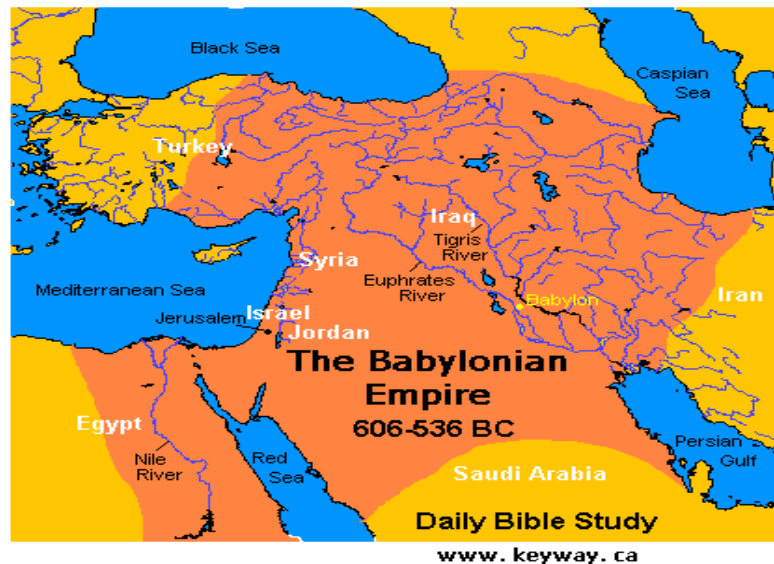 Black Sea
Caspian
Sea
Turkey
Iraq
Tigris
River
Syria
Euphrates
River
Iran
Mediterranean Sea
Babylon
Israel
Jerusalem
Jordan
The Babylonian
Empire
606-536 BC
Egypt
Nile
River
Red
Sea
Persian
Gulf
Saudi Arabia
Daily Bible Study
www.keyway.ca